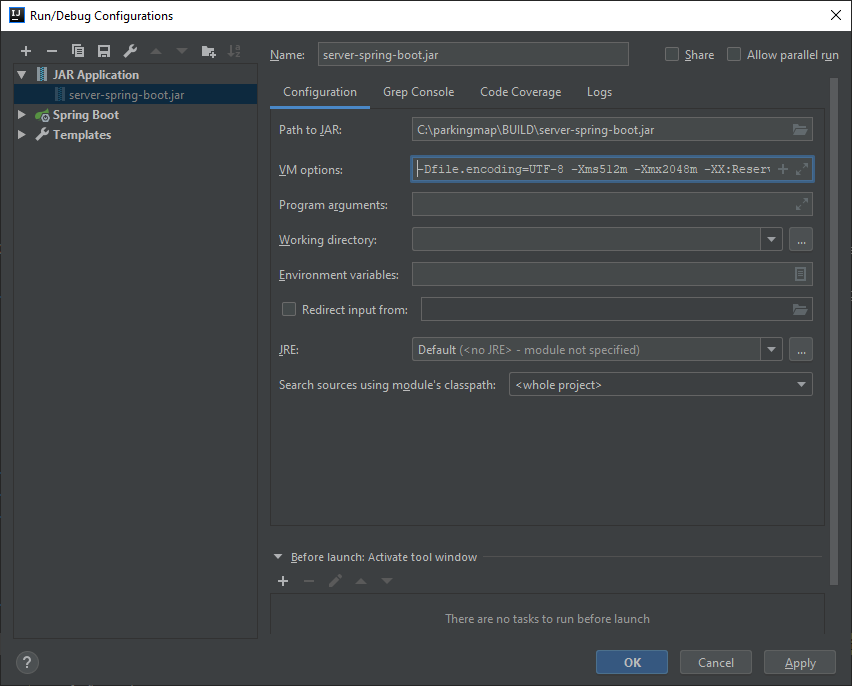 Run/Debug Configurations
Name: server-spring-boot.jar Share Allow parallel run
JAR Application
server-spring-boot.jar
Spring Boot
Templates
Configuration Grep Console Code Coverage Logs
Path to JAR: C:\parkingmap\BUILD\server-spring-boot.jar
VM options: -Dfile.encoding=UTF-8 -Xms512m -Xmx2048m -XX:Reserv
Program arguments:
Working directory: ...
Environment variables:
Redirect input from:
JRE: Default (<no JRE> - module not specified) ...
Search sources using module's classpath: <whole project>
Before launch: Activate tool window
There are no tasks to run before launch
? OK Cancel Apply